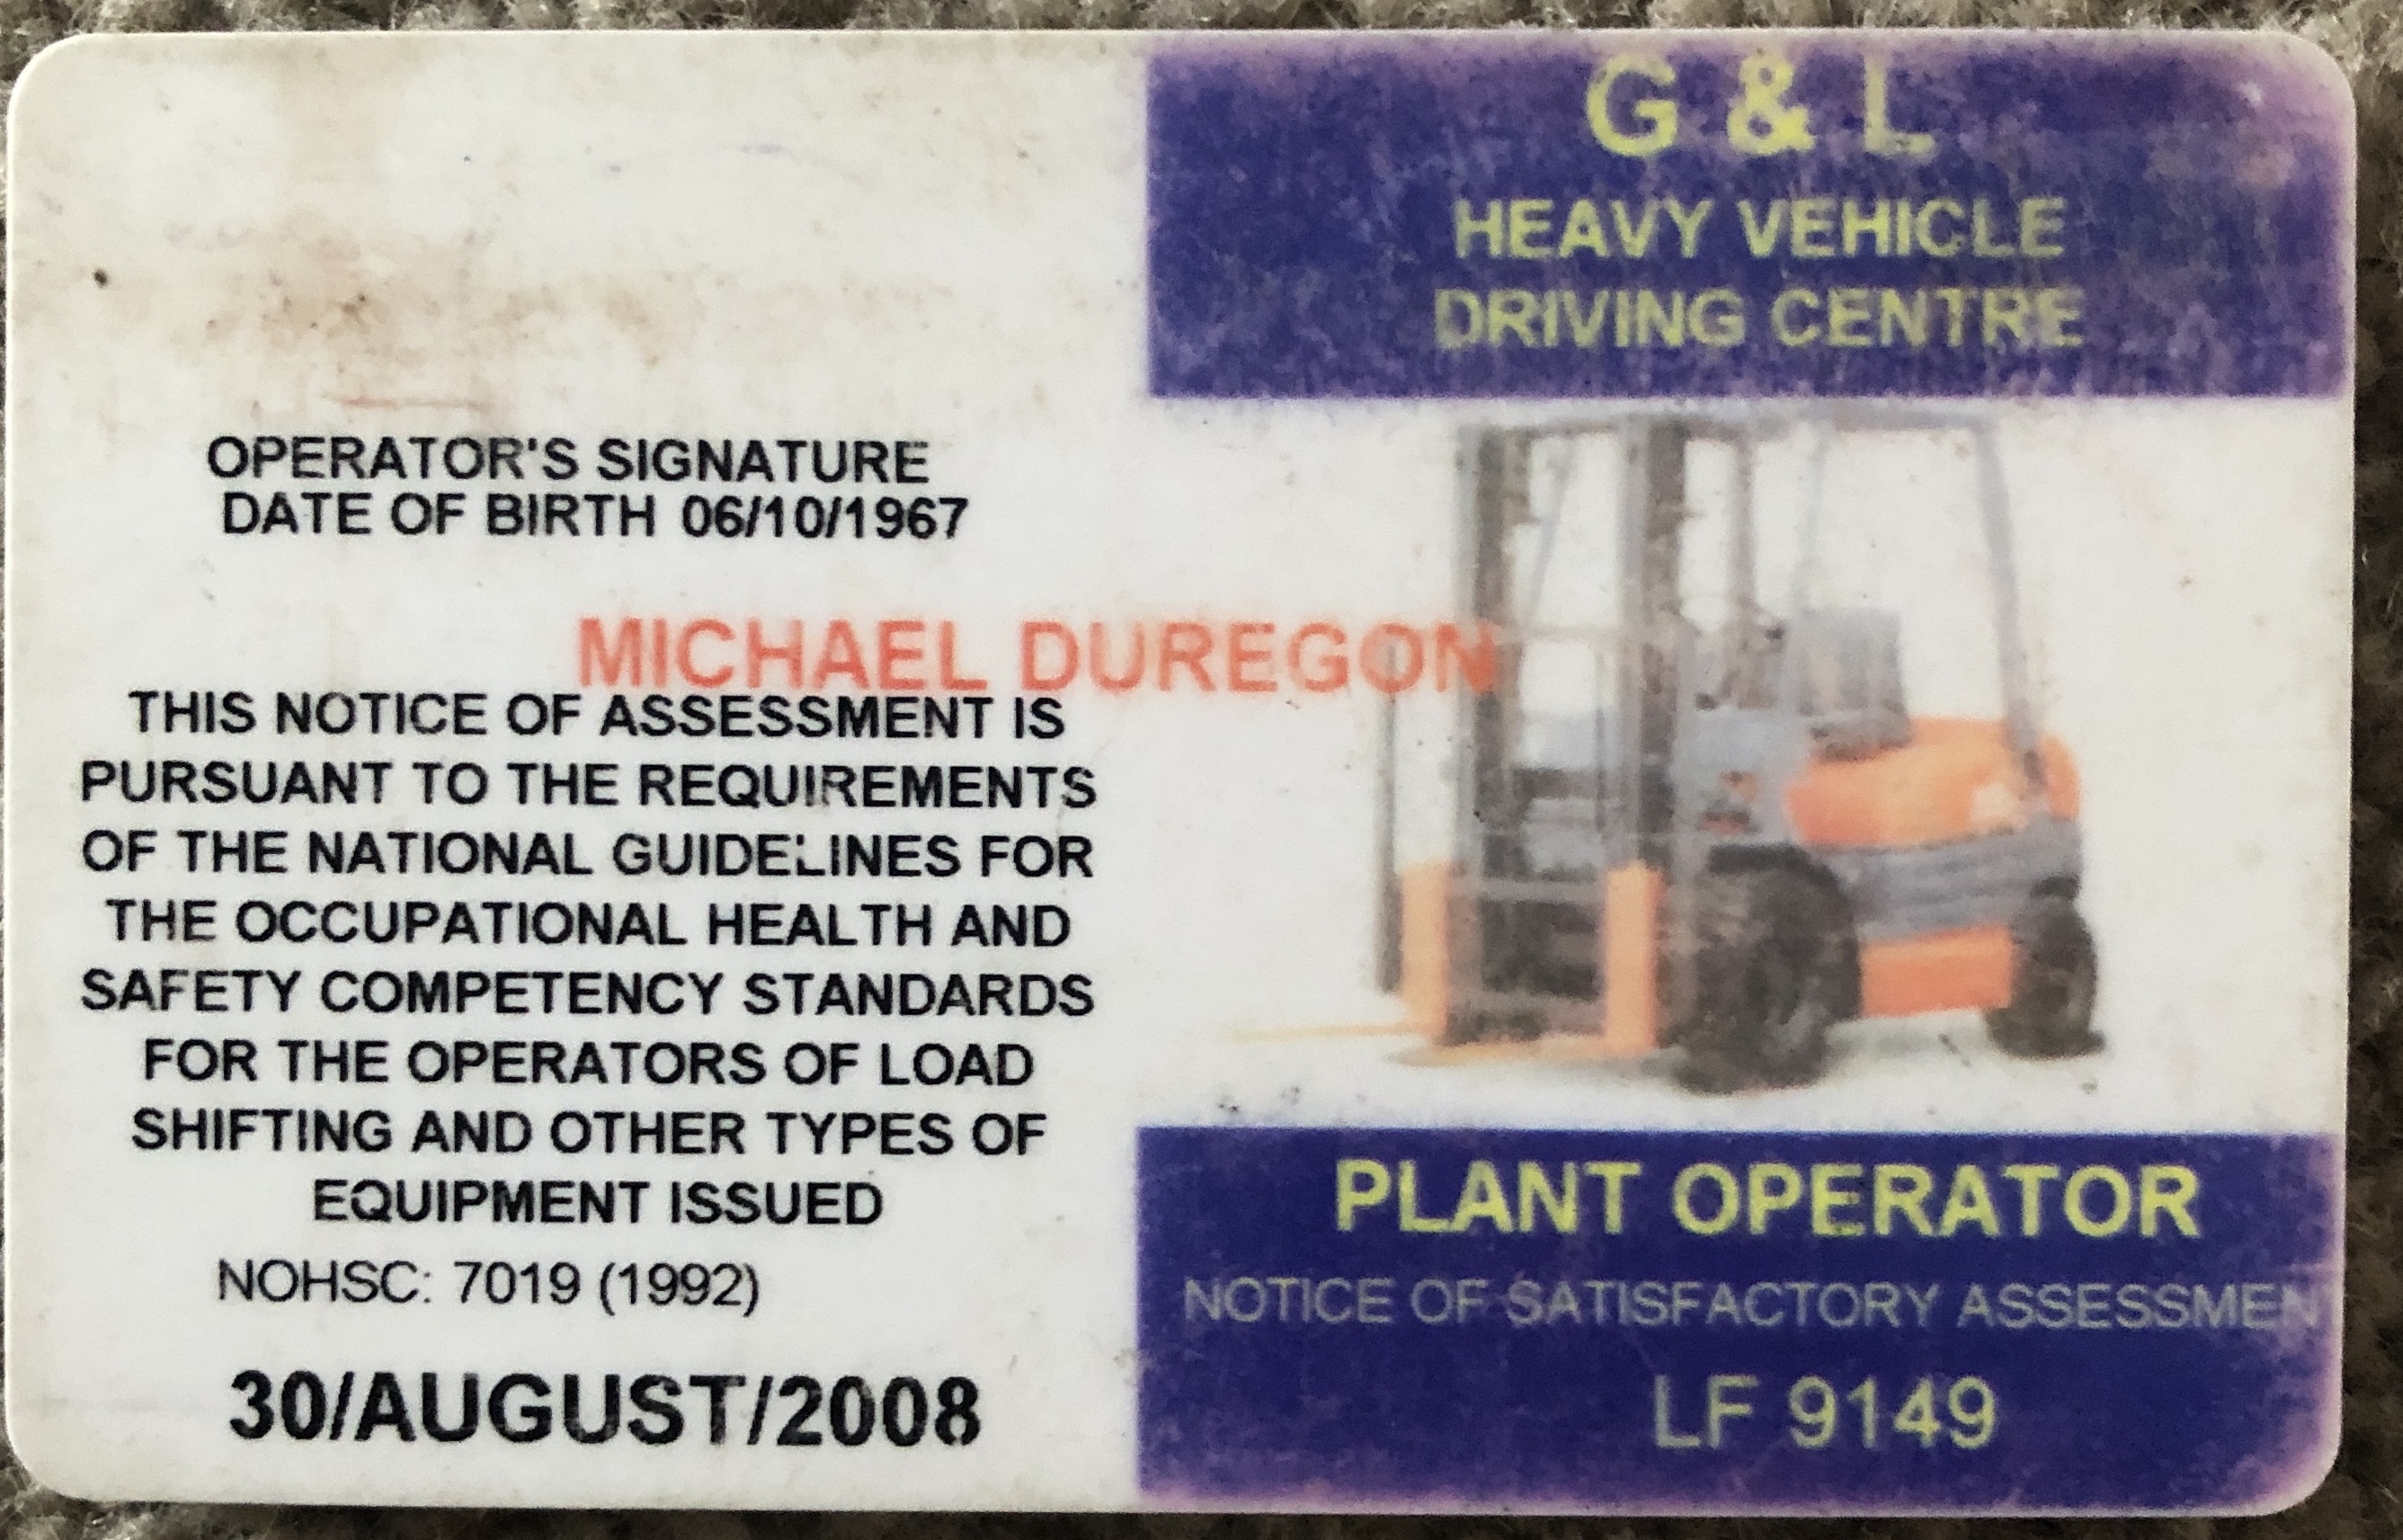 OPERATOR'S SIGNATURE
DATE OF BIRTH 06/10/1967
MICHAEL DUREGON
THIS NOTICE OF ASSESSMENT IS
PURSUANT TO THE REQUIREMENTS
OF THE NATIONAL GUIDELINES FOR
THE OCCUPATIONAL HEALTH AND
SAFETY COMPETENCY STANDARDS
FOR THE OPERATORS OF LOAD
SHIFTING AND OTHER TYPES OF
EQUIPMENT ISSUED
NOHSC: 7019 (1992)
30/AUGUST/2008
G & L
HEAVY VEHICLE
DRIVING CENTRE
PLANT OPERATOR
NOTICE OF SATISFACTORY ASSESSMEN
LF 9149